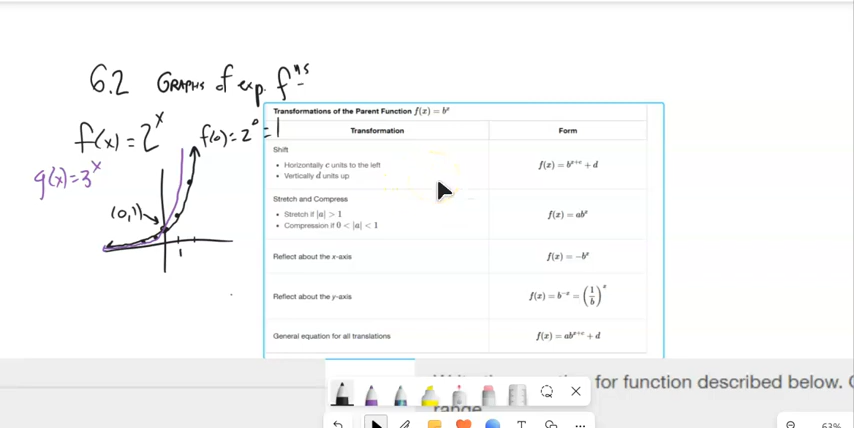 6.2 GRAPHS of exp. fⁿˢ
f(x) = 2^x
f(0) = 2^0 = 1
g(x) = 3^x
(0,1)
1
Transformations of the Parent Function f(x) = b^x
Transformation Form
Shift
• Horizontally c units to the left
• Vertically d units up
f(x) = b^{x+c} + d
Stretch and Compress
• Stretch if |a| > 1
• Compression if 0 < |a| < 1
f(x) = ab^x
Reflect about the x-axis f(x) = -b^x
Reflect about the y-axis f(x) = b^{-x} = (1/b)^x
General equation for all translations f(x) = ab^{x+c} + d
for function described below.
range
63%